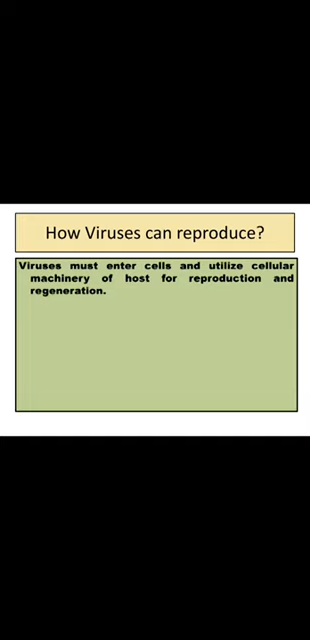 How Viruses can reproduce?
Viruses must enter cells and utilize cellular
machinery of host for reproduction and
regeneration.